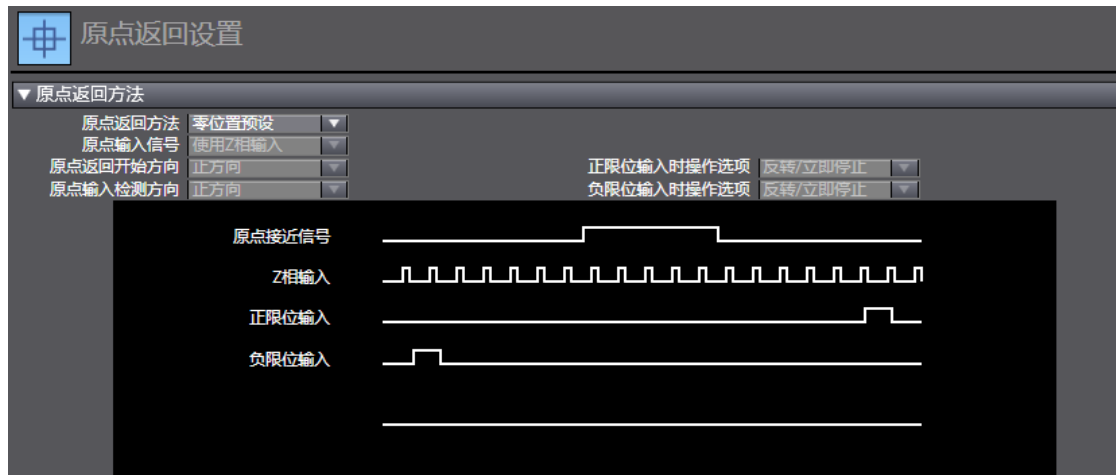 原点返回设置
原点返回方法
原点返回方法 零位置预设
原点输入信号 使用Z相输入
原点返回开始方向 正方向 正限位输入时操作选项 反转/立即停止
原点输入检测方向 正方向 负限位输入时操作选项 反转/立即停止
原点接近信号
Z相输入
正限位输入
负限位输入